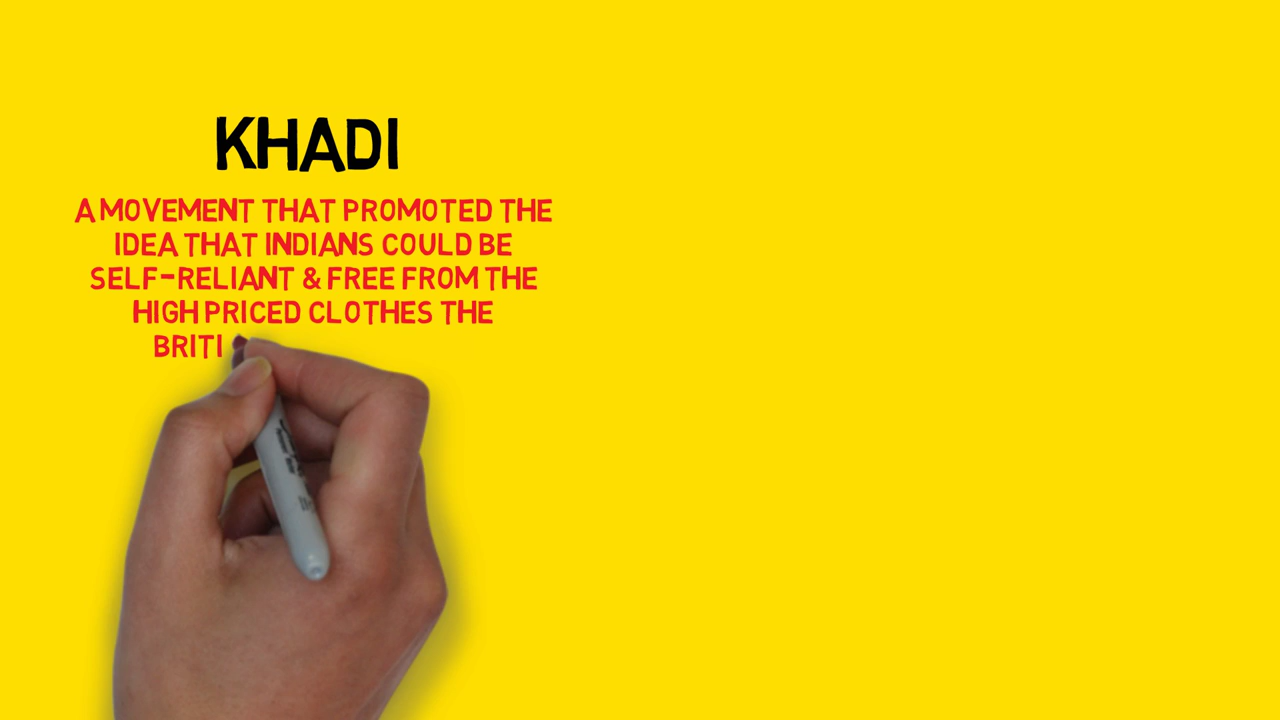 KHADI
A MOVEMENT THAT PROMOTED THE
IDEA THAT INDIANS COULD BE
SELF-RELIANT & FREE FROM THE
HIGH PRICED CLOTHES THE
BRITI